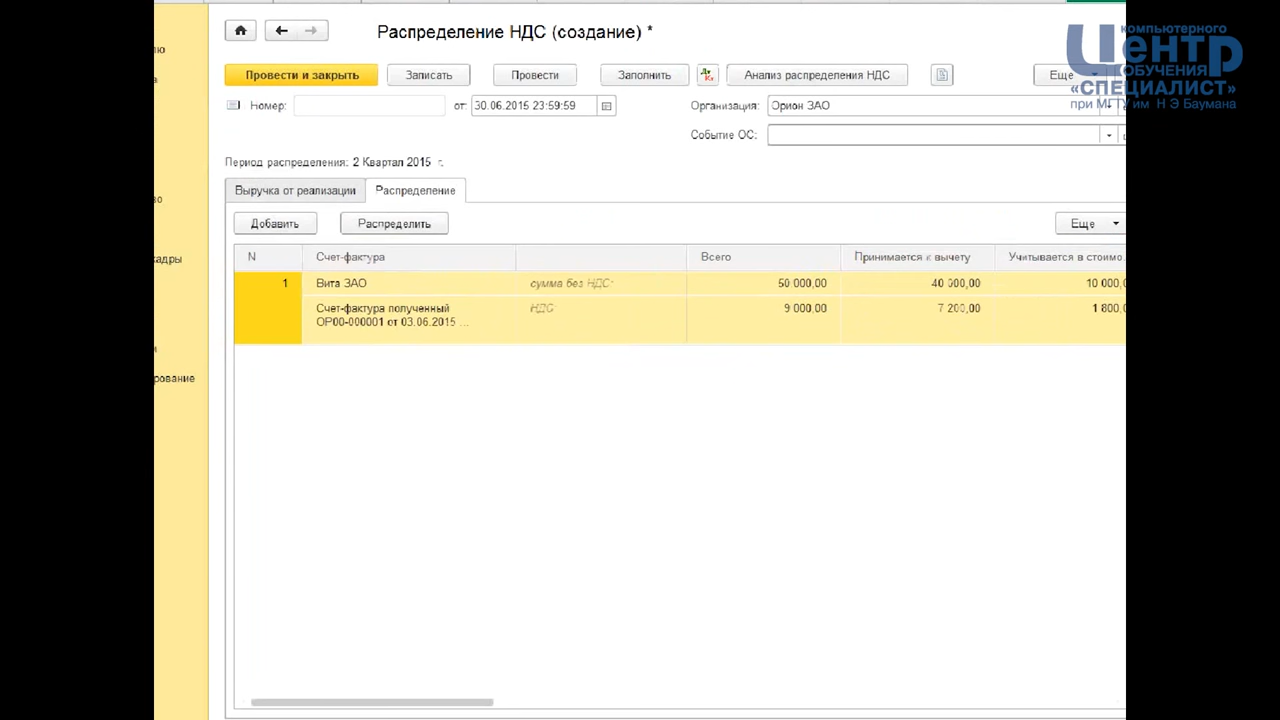 компьютерного
Центр
ОБУЧЕНИЯ
«СПЕЦИАЛИСТ»
при МГТУ им Н Э Баумана
Распределение НДС (создание) *
Провести и закрыть Записать Провести Заполнить Анализ распределения НДС Еще
Номер: от: 30.06.2015 23:59:59 Организация: Орион ЗАО
Событие ОС:
Период распределения: 2 Квартал 2015 г.
Выручка от реализации Распределение
Добавить Распределить Еще
N Счет-фактура Всего Принимается к вычету Учитывается в стоимо
1 Вита ЗАО сумма без НДС: 50 000,00 40 000,00 10 000,
Счет-фактура полученный НДС 9 000,00 7 200,00 1 800,
ОР00-000001 от 03.06.2015 ...
лю
а
во
кадры
и
рование